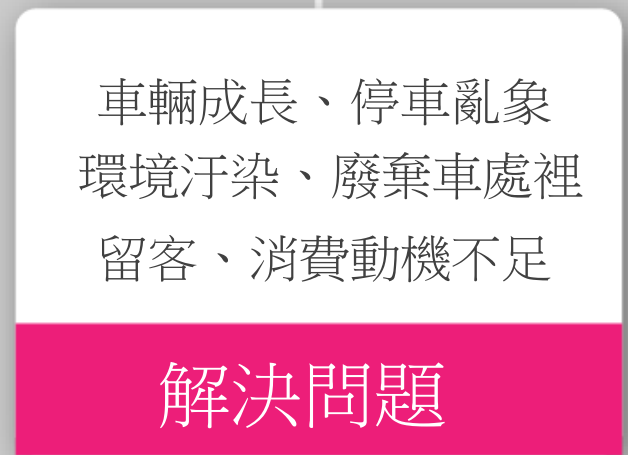 車輛成長、停車亂象
環境汙染、廢棄車處裡
留客、消費動機不足
解決問題